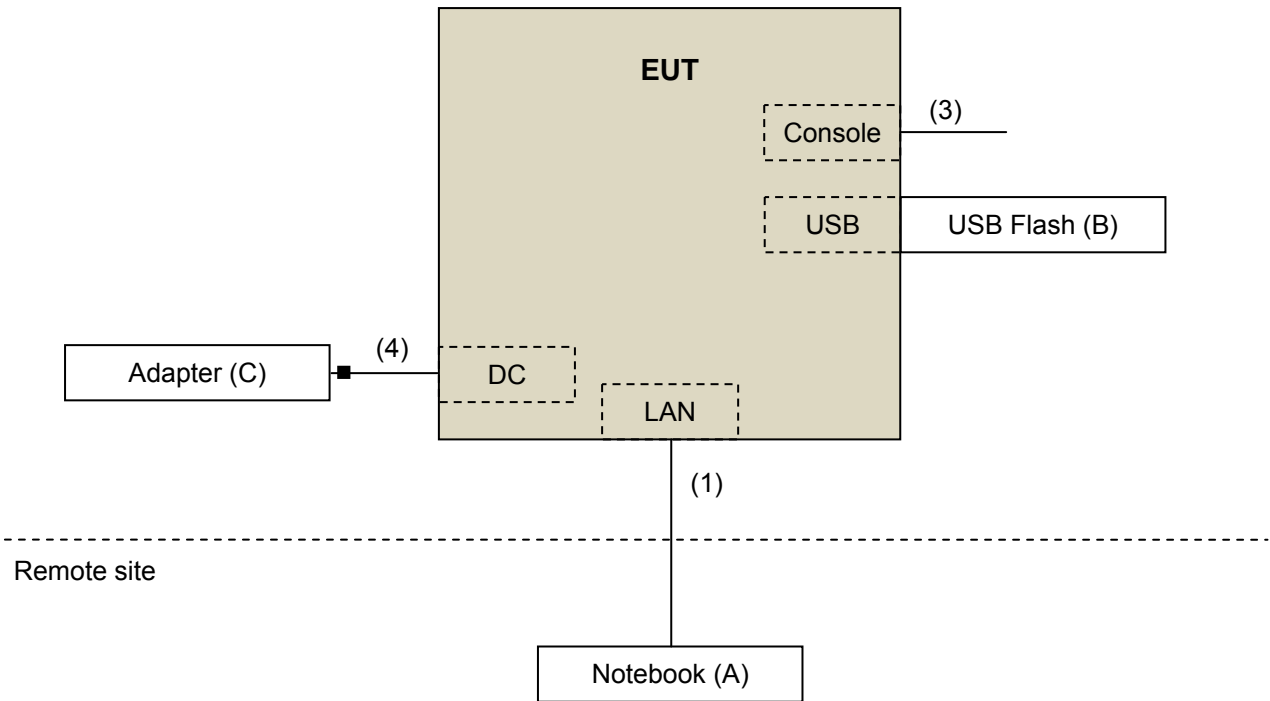 EUT
(3)
Console
USB
USB Flash (B)
(4)
Adapter (C)
DC
LAN
(1)
Remote site
Notebook (A)